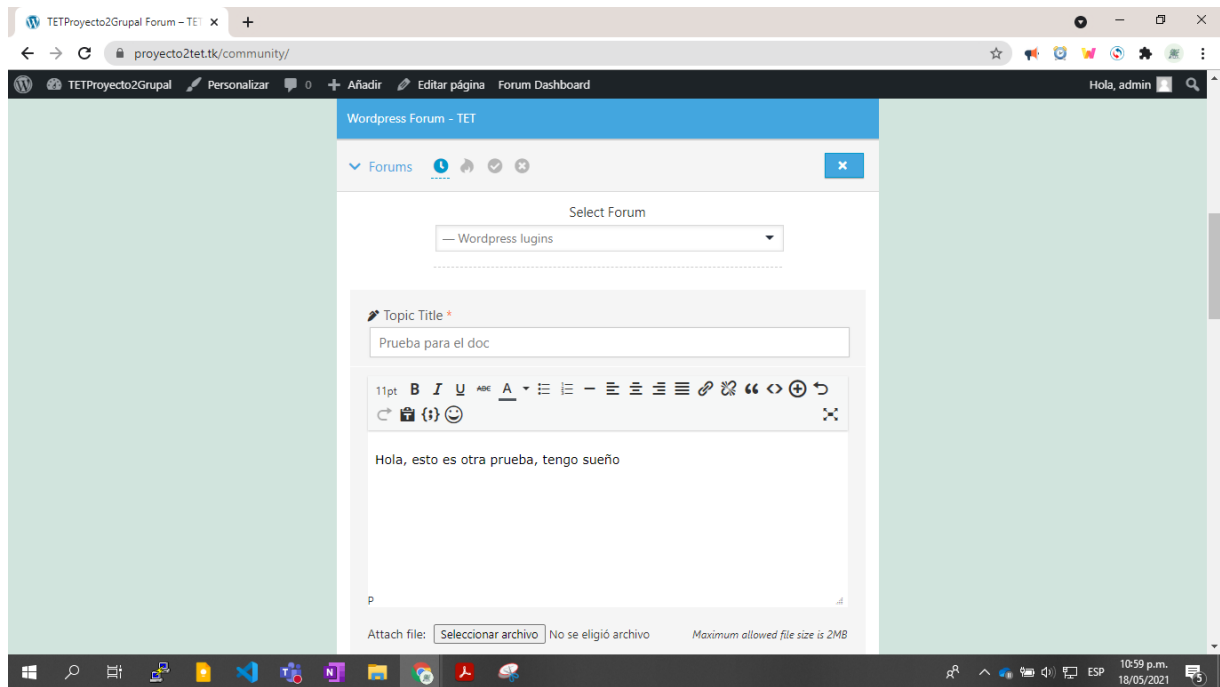 TETProyecto2Grupal Forum – TET
proyecto2tet.tk/community/
TETProyecto2Grupal Personalizar 0 Añadir Editar página Forum Dashboard Hola, admin
Wordpress Forum - TET
Forums
Select Forum
— Wordpress lugins
Topic Title *
Prueba para el doc
11pt B I U ABC A
Hola, esto es otra prueba, tengo sueño
P
Attach file: Seleccionar archivo No se eligió archivo Maximum allowed file size is 2MB
ESP 10:59 p.m.
18/05/2021
5